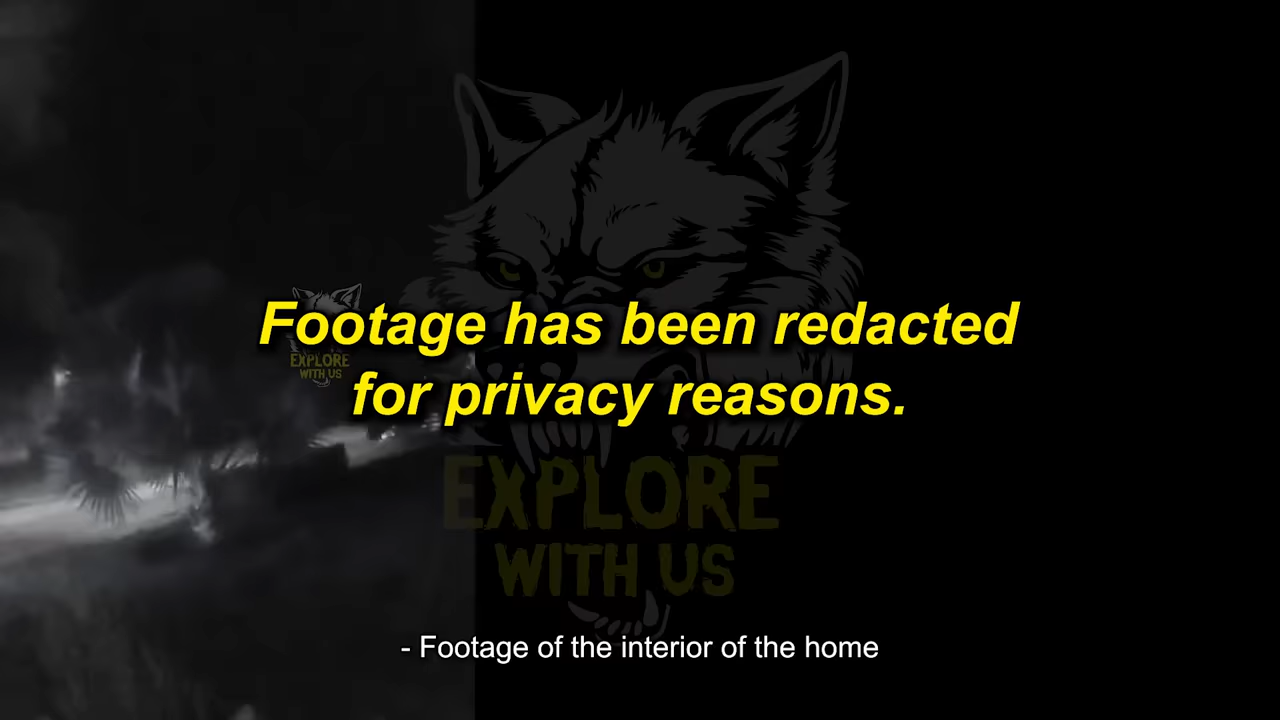 Footage has been redacted
for privacy reasons.
EXPLORE
WITH US
EXPLORE
WITH US
- Footage of the interior of the home